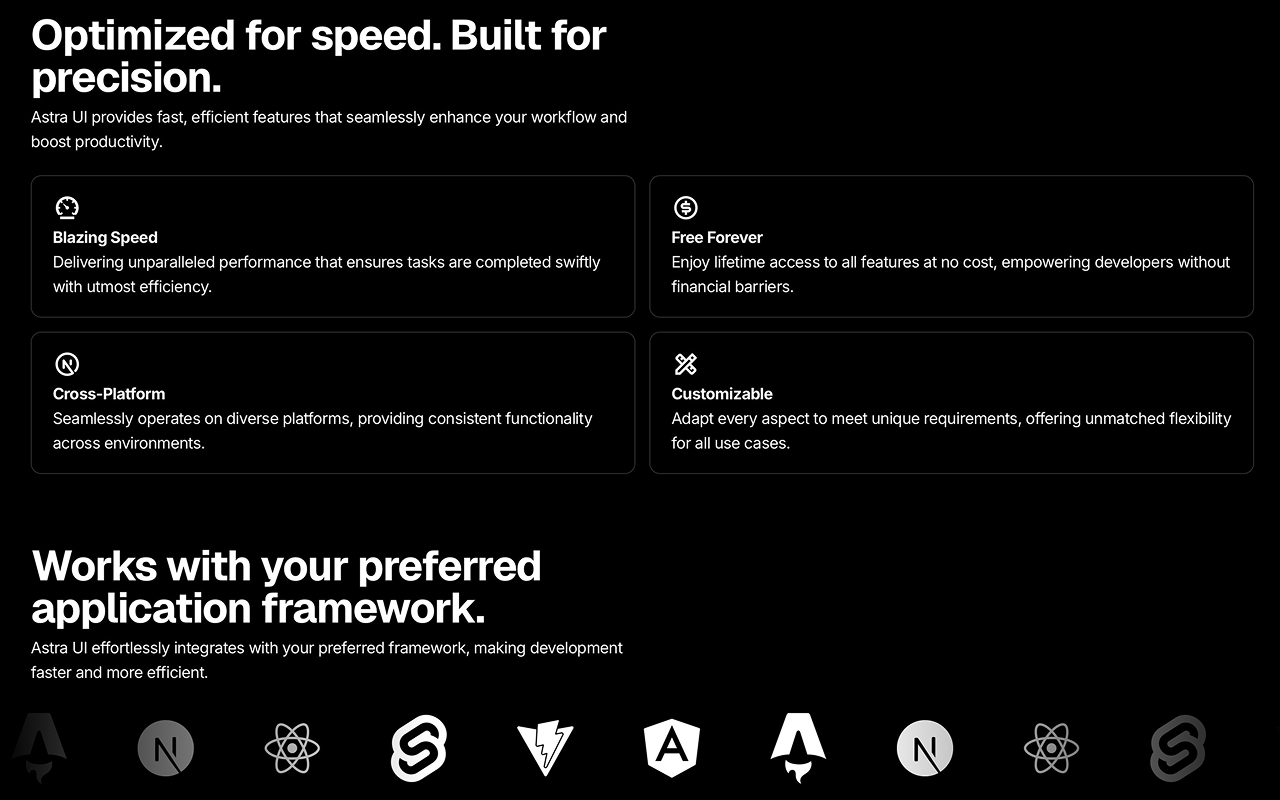 Optimized for speed. Built for
precision.
Astra UI provides fast, efficient features that seamlessly enhance your workflow and
boost productivity.
Blazing Speed
Delivering unparalleled performance that ensures tasks are completed swiftly
with utmost efficiency.
Free Forever
Enjoy lifetime access to all features at no cost, empowering developers without
financial barriers.
Cross-Platform
Seamlessly operates on diverse platforms, providing consistent functionality
across environments.
Customizable
Adapt every aspect to meet unique requirements, offering unmatched flexibility
for all use cases.
Works with your preferred
application framework.
Astra UI effortlessly integrates with your preferred framework, making development
faster and more efficient.